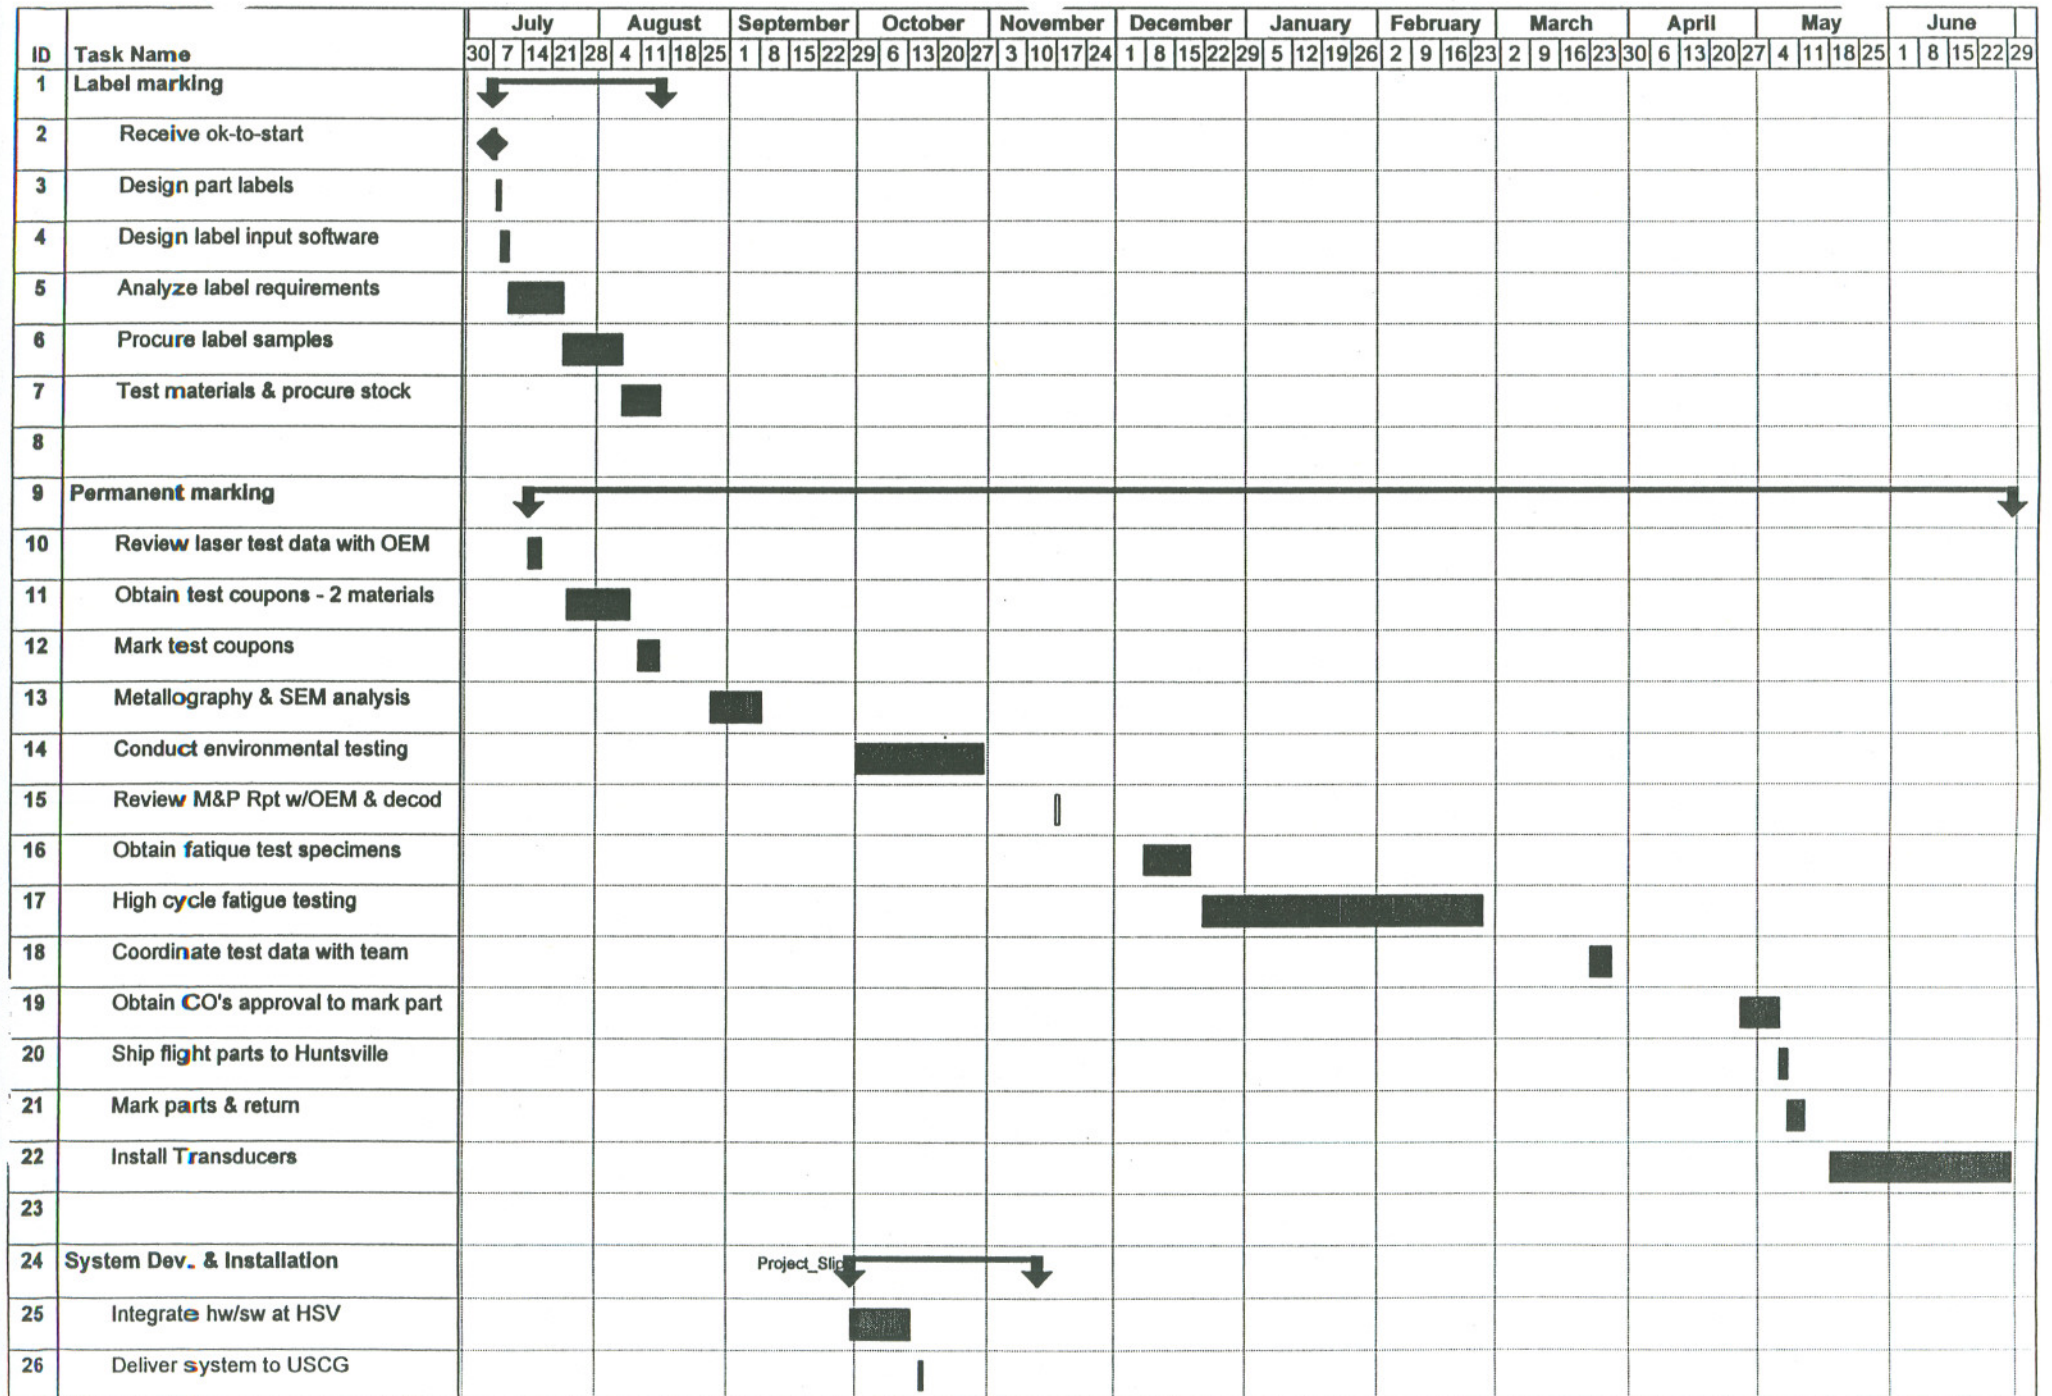 July August September October November December January February March April May June
ID Task Name 30 7 14 21 28 4 11 18 25 1 8 15 22 29 6 13 20 27 3 10 17 24 1 8 15 22 29 5 12 19 26 2 9 16 23 2 9 16 23 30 6 13 20 27 4 11 18 25 1 8 15 22 29
1 Label marking
2 Receive ok-to-start
3 Design part labels
4 Design label input software
5 Analyze label requirements
6 Procure label samples
7 Test materials & procure stock
8
9 Permanent marking
10 Review laser test data with OEM
11 Obtain test coupons - 2 materials
12 Mark test coupons
13 Metallography & SEM analysis
14 Conduct environmental testing
15 Review M&P Rpt w/OEM & decod
16 Obtain fatique test specimens
17 High cycle fatigue testing
18 Coordinate test data with team
19 Obtain CO's approval to mark part
20 Ship flight parts to Huntsville
21 Mark parts & return
22 Install Transducers
23
24 System Dev. & Installation Project_Slip
25 Integrate hw/sw at HSV
26 Deliver system to USCG